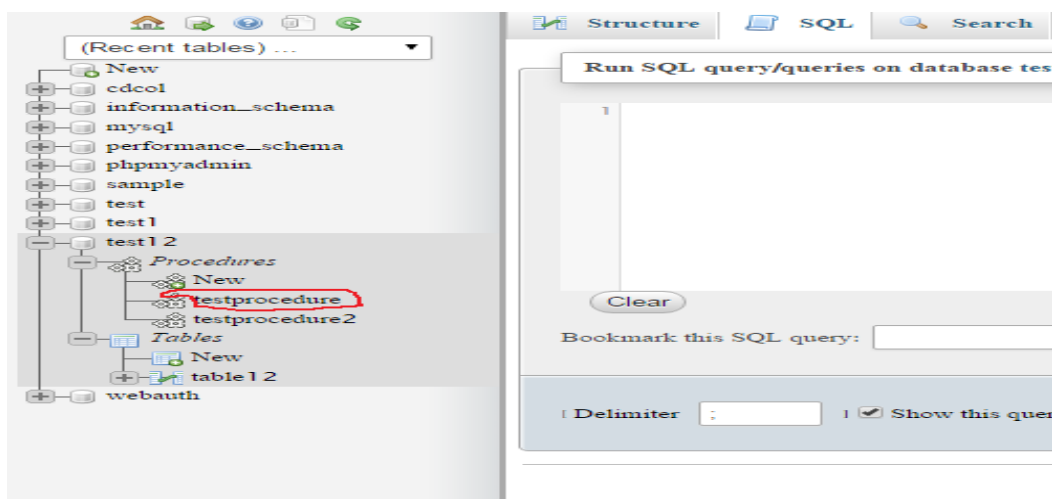 (Recent tables) ...
New
cdcol
information_schema
mysql
performance_schema
phpmyadmin
sample
test
test1
test12
Procedures
New
testprocedure
testprocedure2
Tables
New
table12
webauth
Structure SQL Search
Run SQL query/queries on database tes
1
Clear
Bookmark this SQL query:
[ Delimiter ; ] Show this quer